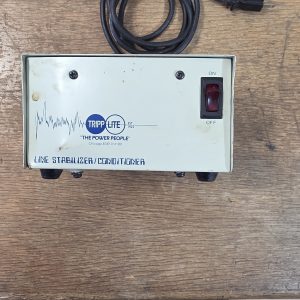 ON
TRIPP LITE
"THE POWER PEOPLE"
OFF
LINE STABILIZER/CONDITIONER